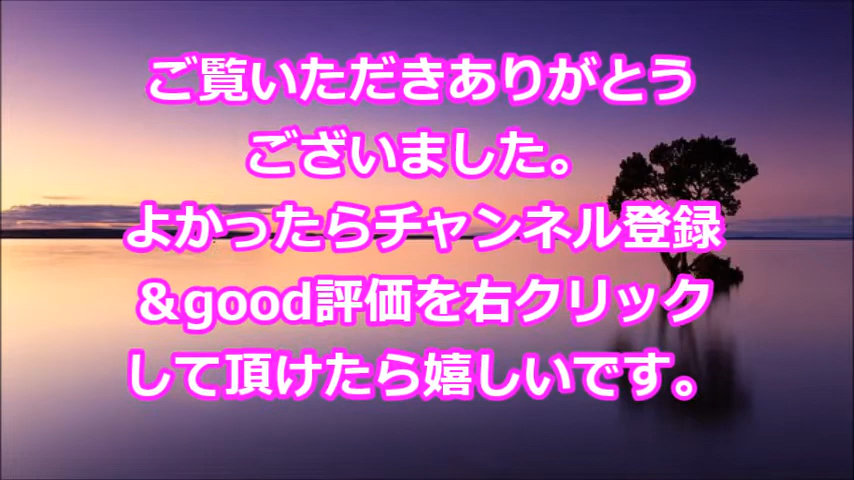 ご覧いただきありがとう
ございました。
よかったらチャンネル登録
&good評価を右クリック
して頂けたら嬉しいです。